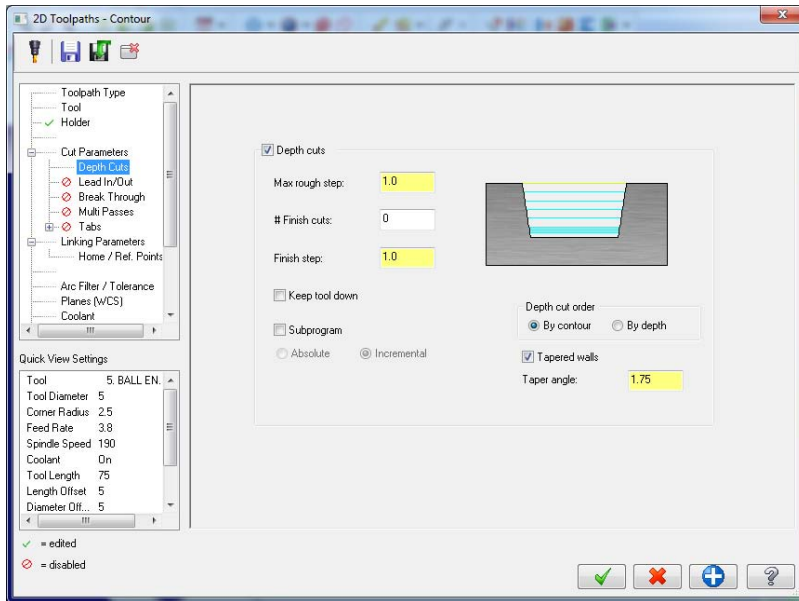 2D Toolpaths - Contour
Toolpath Type
Tool
Holder
Cut Parameters
Depth Cuts
Lead In/Out
Break Through
Multi Passes
Tabs
Linking Parameters
Home / Ref. Points
Arc Filter / Tolerance
Planes (WCS)
Coolant
Quick View Settings
Tool 5. BALL EN.
Tool Diameter 5
Corner Radius 2.5
Feed Rate 3.8
Spindle Speed 190
Coolant On
Tool Length 75
Length Offset 5
Diameter Off... 5
= edited
= disabled
Depth cuts
Max rough step: 1.0
# Finish cuts: 0
Finish step: 1.0
Keep tool down
Subprogram
Absolute Incremental
Depth cut order
By contour By depth
Tapered walls
Taper angle: 1.75